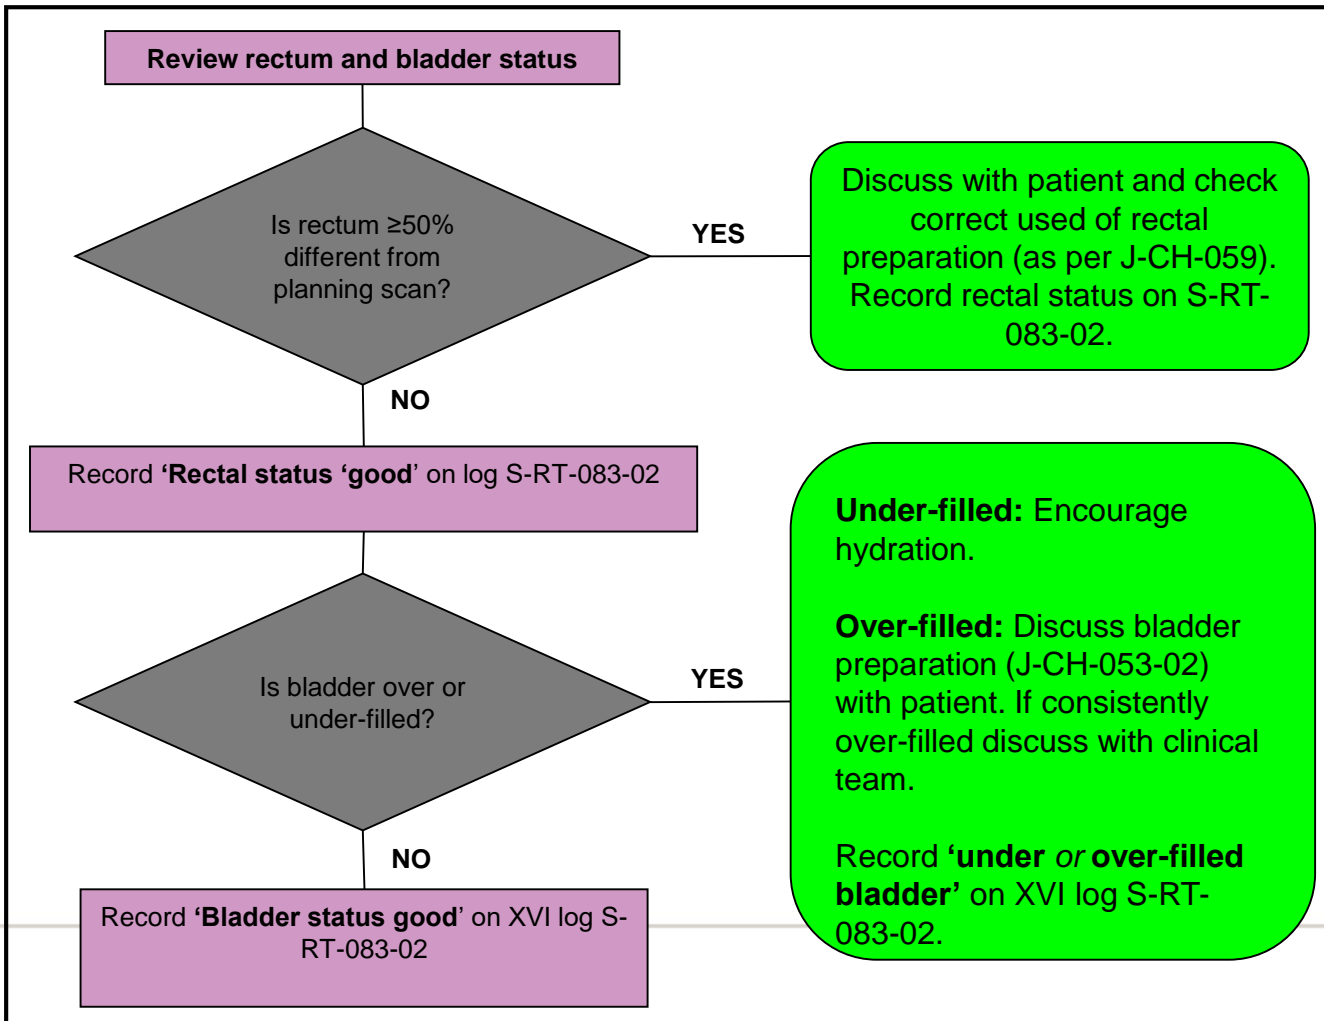 Review rectum and bladder status
Is rectum ≥50%
different from
planning scan?
YES
Discuss with patient and check
correct used of rectal
preparation (as per J-CH-059).
Record rectal status on S-RT-
083-02.
NO
Record ‘Rectal status ‘good’ on log S-RT-083-02
Is bladder over or
under-filled?
YES
Under-filled: Encourage
hydration.
Over-filled: Discuss bladder
preparation (J-CH-053-02)
with patient. If consistently
over-filled discuss with clinical
team.
Record ‘under or over-filled
bladder’ on XVI log S-RT-
083-02.
NO
Record ‘Bladder status good’ on XVI log S-
RT-083-02